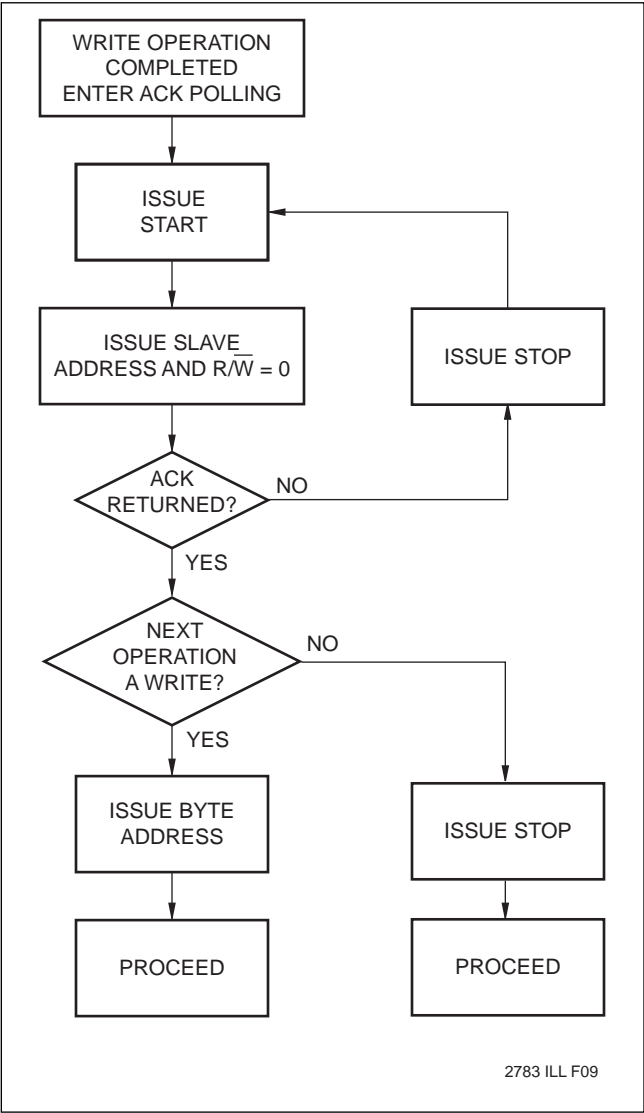 WRITE OPERATION
COMPLETED
ENTER ACK POLLING
ISSUE
START
ISSUE SLAVE
ADDRESS AND R/W̅ = 0
ISSUE STOP
ACK
RETURNED?
NO
YES
NEXT
OPERATION
A WRITE?
NO
YES
ISSUE BYTE
ADDRESS
ISSUE STOP
PROCEED
PROCEED
2783 ILL F09